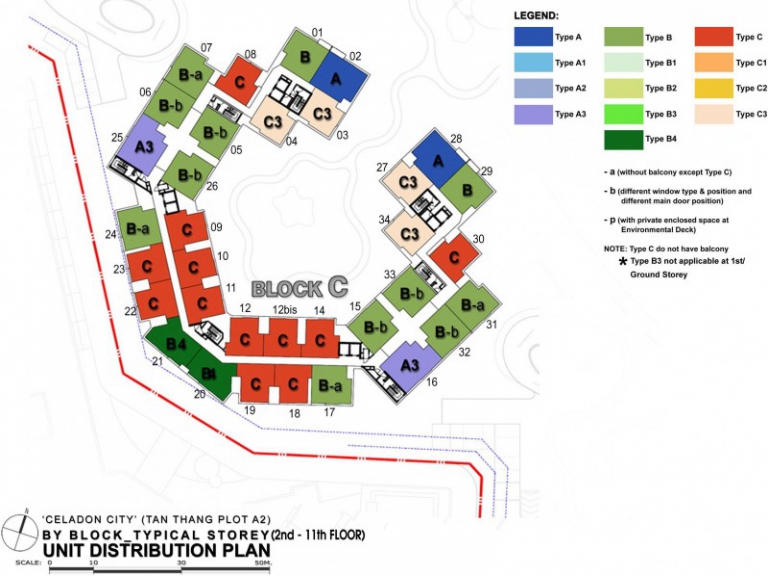 LEGEND:
Type A
Type B
Type C
Type A1
Type B1
Type C1
Type A2
Type B2
Type C2
Type A3
Type B3
Type C3
Type B4
- a (without balcony except Type C)
- b (different window type & position and
different main door position)
- p (with private enclosed space at
Environmental Deck)
NOTE: Type C do not have balcony
* Type B3 not applicable at 1st/
Ground Storey
01
02
07
08
B
A
B-a
C
06
B-b
C3
C3
03
04
25
A3
B-b
05
B-b
26
28
27
A
29
C3
B
34
C3
30
C
24
B-a
C
09
23
C
C
10
22
C
C
11
BLOCK C
33
B-b
B-a
31
12
12bis
14
15
C
C
C
B-b
B-b
32
B4
21
A3
16
B4
20
C
C
B-a
19
18
17
'CELADON CITY' (TAN THANG PLOT A2)
BY BLOCK_TYPICAL STOREY(2nd - 11th FLOOR)
UNIT DISTRIBUTION PLAN
SCALE: 0 10 30 50M.